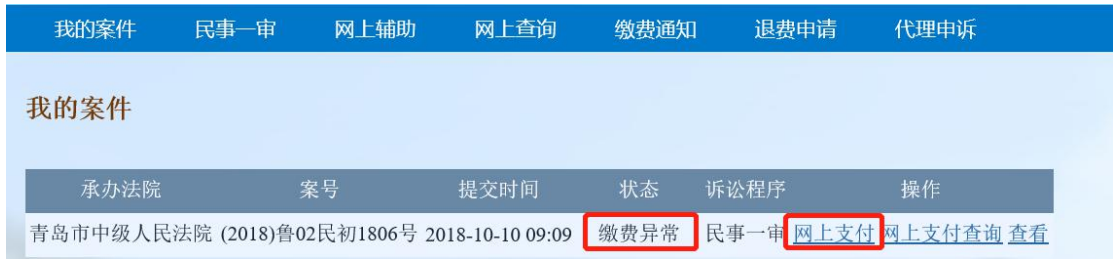 我的案件 民事一审 网上辅助 网上查询 缴费通知 退费申请 代理申诉
我的案件
承办法院 案号 提交时间 状态 诉讼程序 操作
青岛市中级人民法院 (2018)鲁02民初1806号 2018-10-10 09:09 缴费异常 民事一审 网上支付 网上支付查询 查看